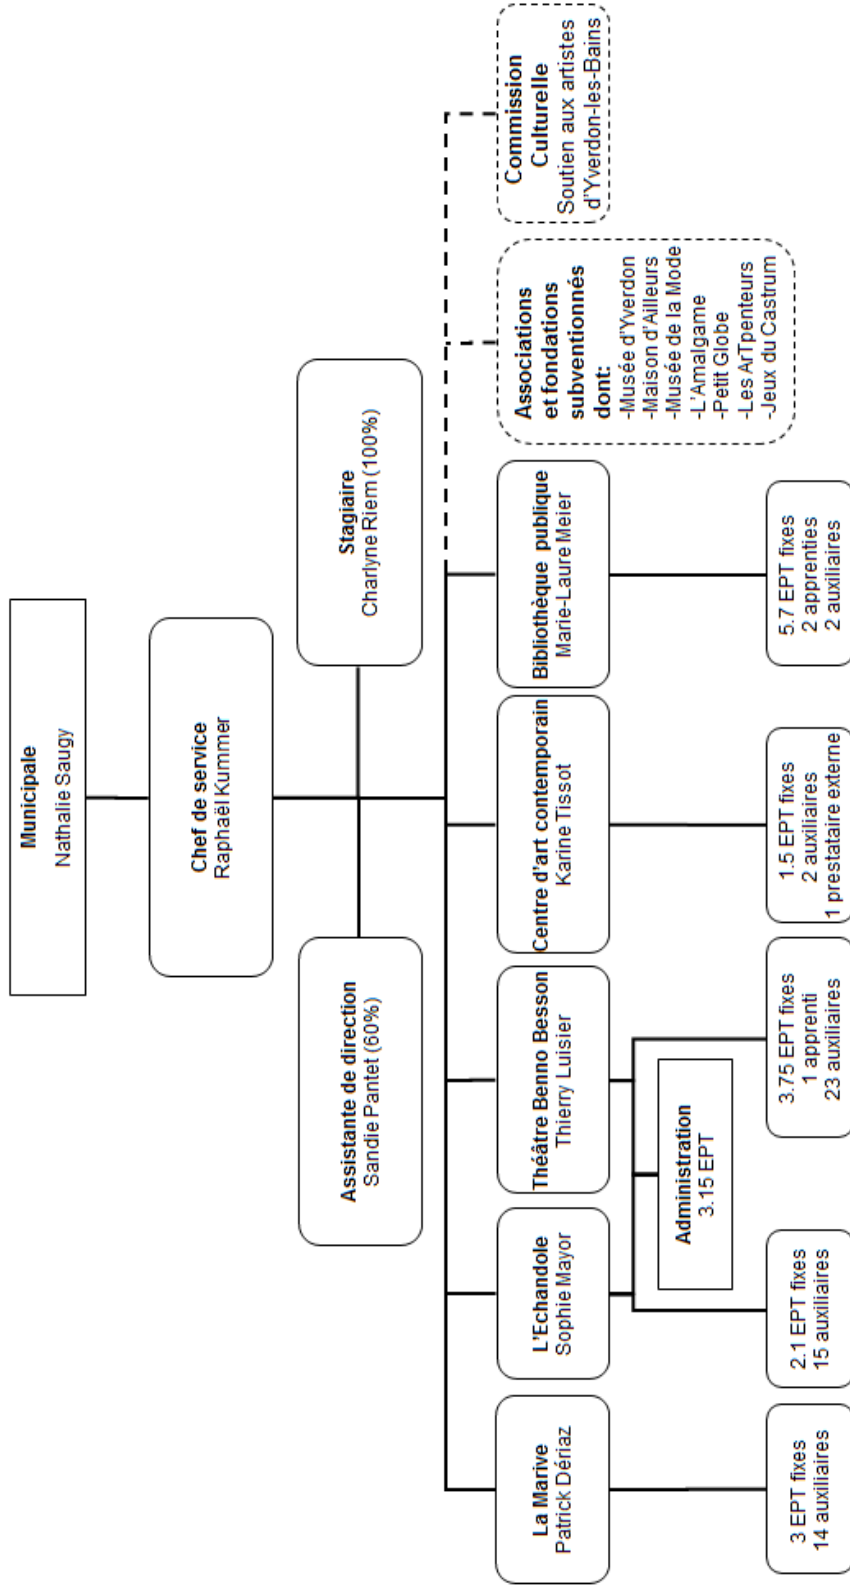 Municipale
Nathalie Saugy
Chef de service
Raphaël Kummer
Assistante de direction
Sandie Pantet (60%)
Stagiaire
Charlyne Riem (100%)
La Marive
Patrick Dériaz
L'Echandole
Sophie Mayor
Théâtre Benno Besson
Thierry Luisier
Centre d'art contemporain
Karine Tissot
Bibliothèque publique
Marie-Laure Meier
Associations
et fondations
subventionnés
dont:
-Musée d'Yverdon
-Maison d'Ailleurs
-Musée de la Mode
-L'Amalgame
-Petit Globe
-Les ArTpenteurs
-Jeux du Castrum
Commission
Culturelle
Soutien aux artistes
d'Yverdon-les-Bains
Administration
3.15 EPT
3 EPT fixes
14 auxiliaires
2.1 EPT fixes
15 auxiliaires
3.75 EPT fixes
1 apprenti
23 auxiliaires
1.5 EPT fixes
2 auxiliaires
1 prestataire externe
5.7 EPT fixes
2 apprenties
2 auxiliaires